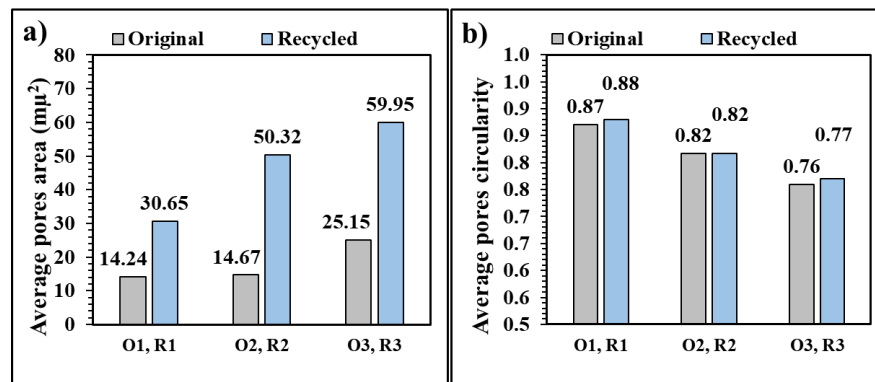 a)
Original Recycled
Average pores area (mµ²)
80
70
60
50
40
30
20
10
0
14.24
30.65
14.67
50.32
25.15
59.95
O1, R1
O2, R2
O3, R3
b)
Original Recycled
Average pores circularity
1.0
1.0
0.9
0.9
0.8
0.8
0.7
0.7
0.6
0.6
0.5
0.87
0.88
0.82
0.82
0.76
0.77
O1, R1
O2, R2
O3, R3